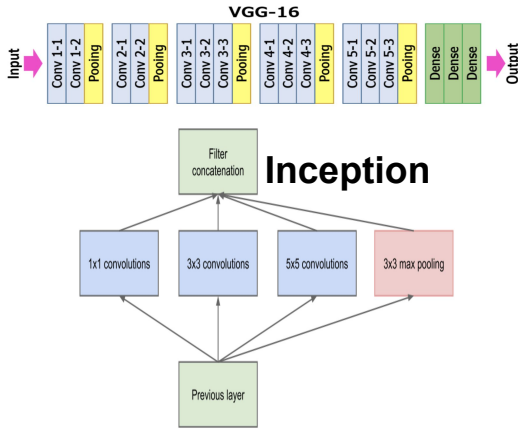 VGG-16
Input
Conv 1-1
Conv 1-2
Pooing
Conv 2-1
Conv 2-2
Pooing
Conv 3-1
Conv 3-2
Conv 3-3
Pooing
Conv 4-1
Conv 4-2
Conv 4-3
Pooing
Conv 5-1
Conv 5-2
Conv 5-3
Pooing
Dense
Dense
Dense
Output
Inception
Filter
concatenation
1x1 convolutions
3x3 convolutions
5x5 convolutions
3x3 max pooling
Previous layer